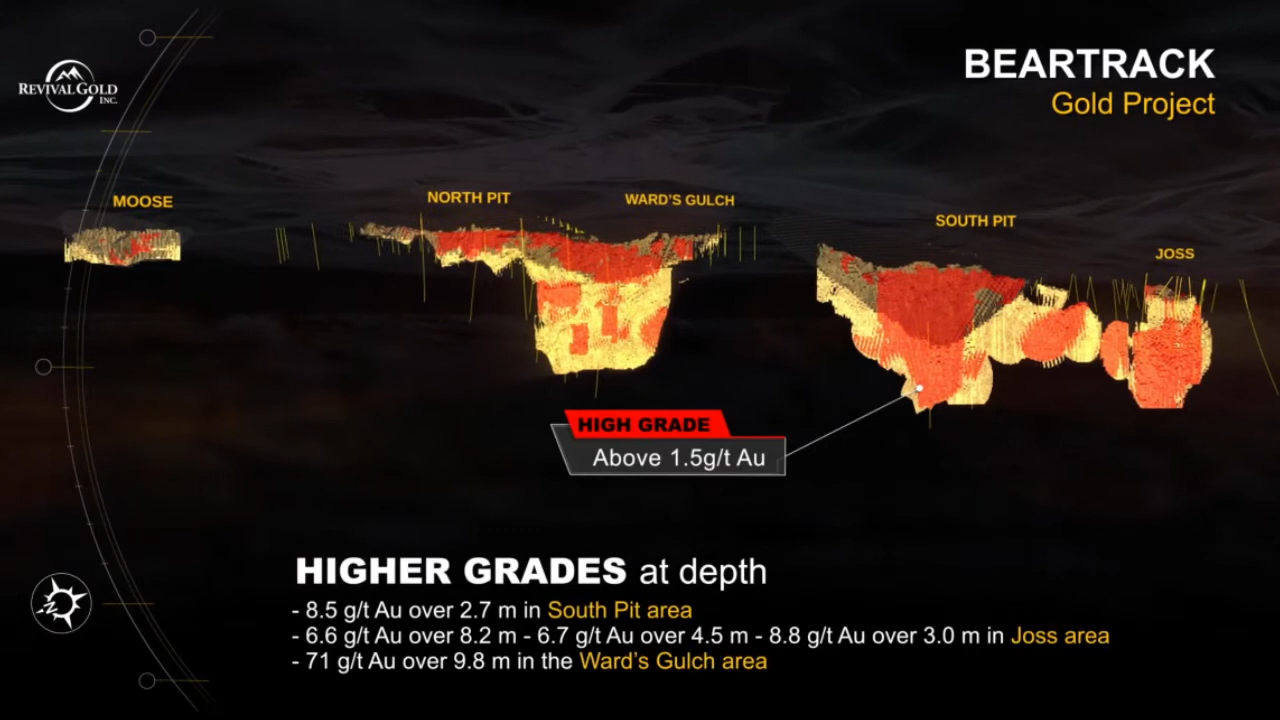 REVIVAL GOLD
INC.
BEARTRACK
Gold Project
MOOSE
NORTH PIT
WARD'S GULCH
SOUTH PIT
JOSS
HIGH GRADE
Above 1.5g/t Au
N
HIGHER GRADES at depth
- 8.5 g/t Au over 2.7 m in South Pit area
- 6.6 g/t Au over 8.2 m - 6.7 g/t Au over 4.5 m - 8.8 g/t Au over 3.0 m in Joss area
- 71 g/t Au over 9.8 m in the Ward's Gulch area